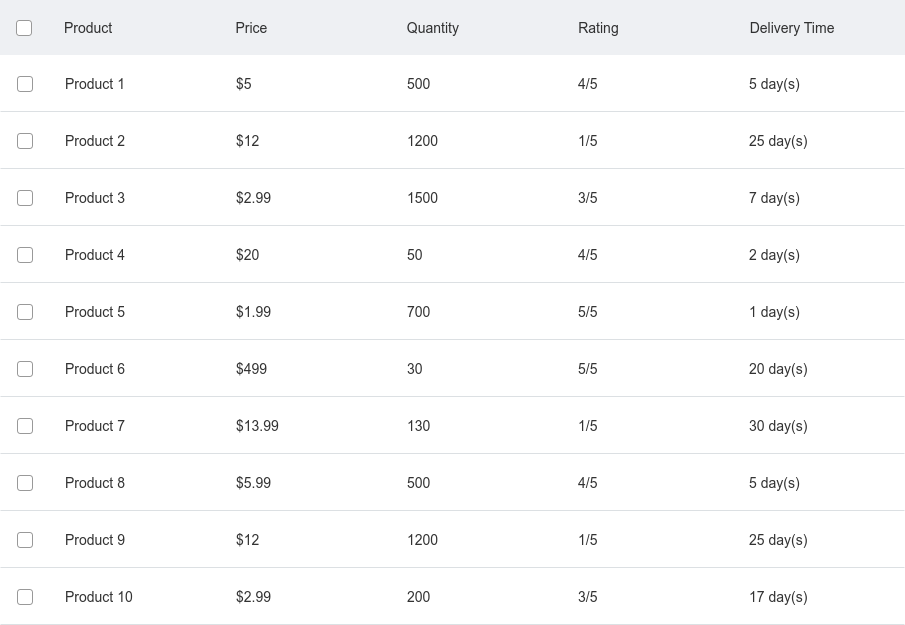 Product Price Quantity Rating Delivery Time
Product 1 $5 500 4/5 5 day(s)
Product 2 $12 1200 1/5 25 day(s)
Product 3 $2.99 1500 3/5 7 day(s)
Product 4 $20 50 4/5 2 day(s)
Product 5 $1.99 700 5/5 1 day(s)
Product 6 $499 30 5/5 20 day(s)
Product 7 $13.99 130 1/5 30 day(s)
Product 8 $5.99 500 4/5 5 day(s)
Product 9 $12 1200 1/5 25 day(s)
Product 10 $2.99 200 3/5 17 day(s)